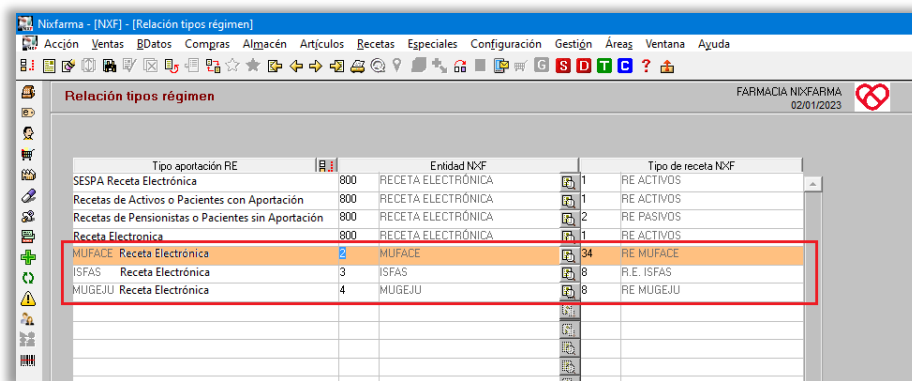 Nixfarma - [NXF] - [Relación tipos régimen]
Acción Ventas BDatos Compras Almacén Artículos Recetas Especiales Configuración Gestión Áreas Ventana Ayuda
G S D T C ?
Relación tipos régimen FARMACIA NIXFARMA
02/01/2023
Tipo aportación RE Entidad NXF Tipo de receta NXF
SESPA Receta Electrónica 800 RECETA ELECTRÓNICA 1 RE ACTIVOS
Recetas de Activos o Pacientes con Aportación 800 RECETA ELECTRÓNICA 1 RE ACTIVOS
Recetas de Pensionistas o Pacientes sin Aportación 800 RECETA ELECTRÓNICA 2 RE PASIVOS
Receta Electronica 800 RECETA ELECTRÓNICA 1 RE ACTIVOS
MUFACE Receta Electrónica 2 MUFACE 34 RE MUFACE
ISFAS Receta Electrónica 3 ISFAS 8 R.E. ISFAS
MUGEJU Receta Electrónica 4 MUGEJU 8 RE MUGEJU